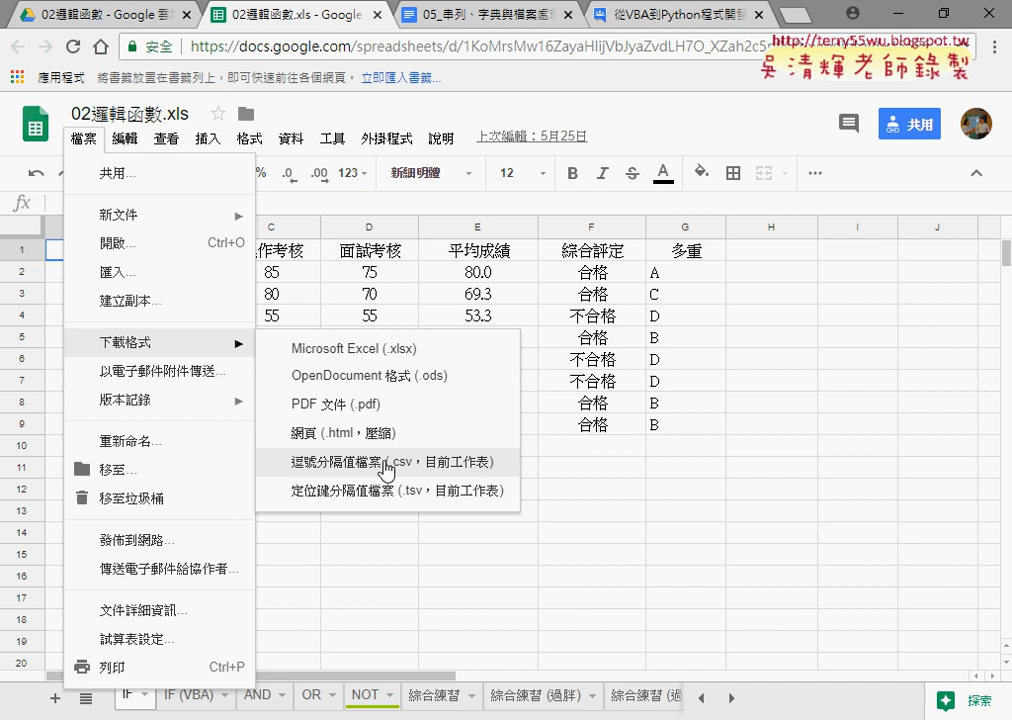 02邏輯函數 - Google 雲
02邏輯函數.xls - Google
05_串列、字典與檔案處
從VBA到Python程式開發
安全
https://docs.google.com/spreadsheets/d/1KoMrsMw16ZayaHIijVbJyaZvdLH7O_XZah2c5
http://terry55wu.blogspot.tw
吳清輝老師錄製
應用程式
將書籤放置在書籤列上，即可快速前往各個網頁。
立即匯入書籤...
02邏輯函數.xls
檔案 編輯 查看 插入 格式 資料 工具 外掛程式 說明
上次編輯：5月25日
共用
% .0 .00 123 新細明體 12 B I S A
fx
C D E F G H I J
1 作考核 面試考核 平均成績 綜合評定 多重
2 85 75 80.0 合格 A
3 80 70 69.3 合格 C
4 55 55 53.3 不合格 D
5 合格 B
6 不合格 D
7 不合格 D
8 合格 B
9 合格 B
10
11
12
13
14
15
16
17
18
19
20
共用...
新文件
開啟... Ctrl+O
匯入...
建立副本...
下載格式
以電子郵件附件傳送...
版本記錄
重新命名...
移至...
移至垃圾桶
發佈到網路...
傳送電子郵件給協作者...
文件詳細資訊...
試算表設定...
列印 Ctrl+P
Microsoft Excel (.xlsx)
OpenDocument 格式 (.ods)
PDF 文件 (.pdf)
網頁 (.html，壓縮)
逗號分隔值檔案 (.csv，目前工作表)
定位鍵分隔值檔案 (.tsv，目前工作表)
IF IF (VBA) AND OR NOT 綜合練習 綜合練習 (過胖) 綜合練習 (過
探索